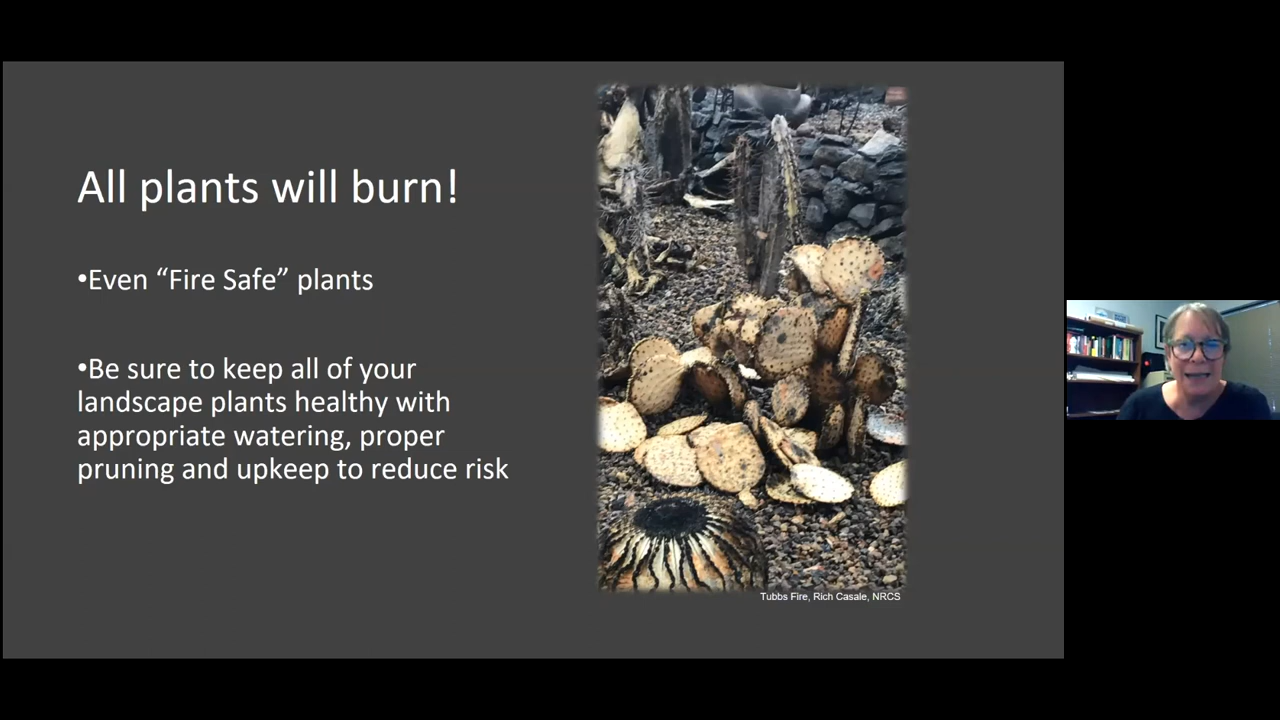 All plants will burn!
•Even “Fire Safe” plants
•Be sure to keep all of your
landscape plants healthy with
appropriate watering, proper
pruning and upkeep to reduce risk
Tubbs Fire, Rich Casale, NRCS